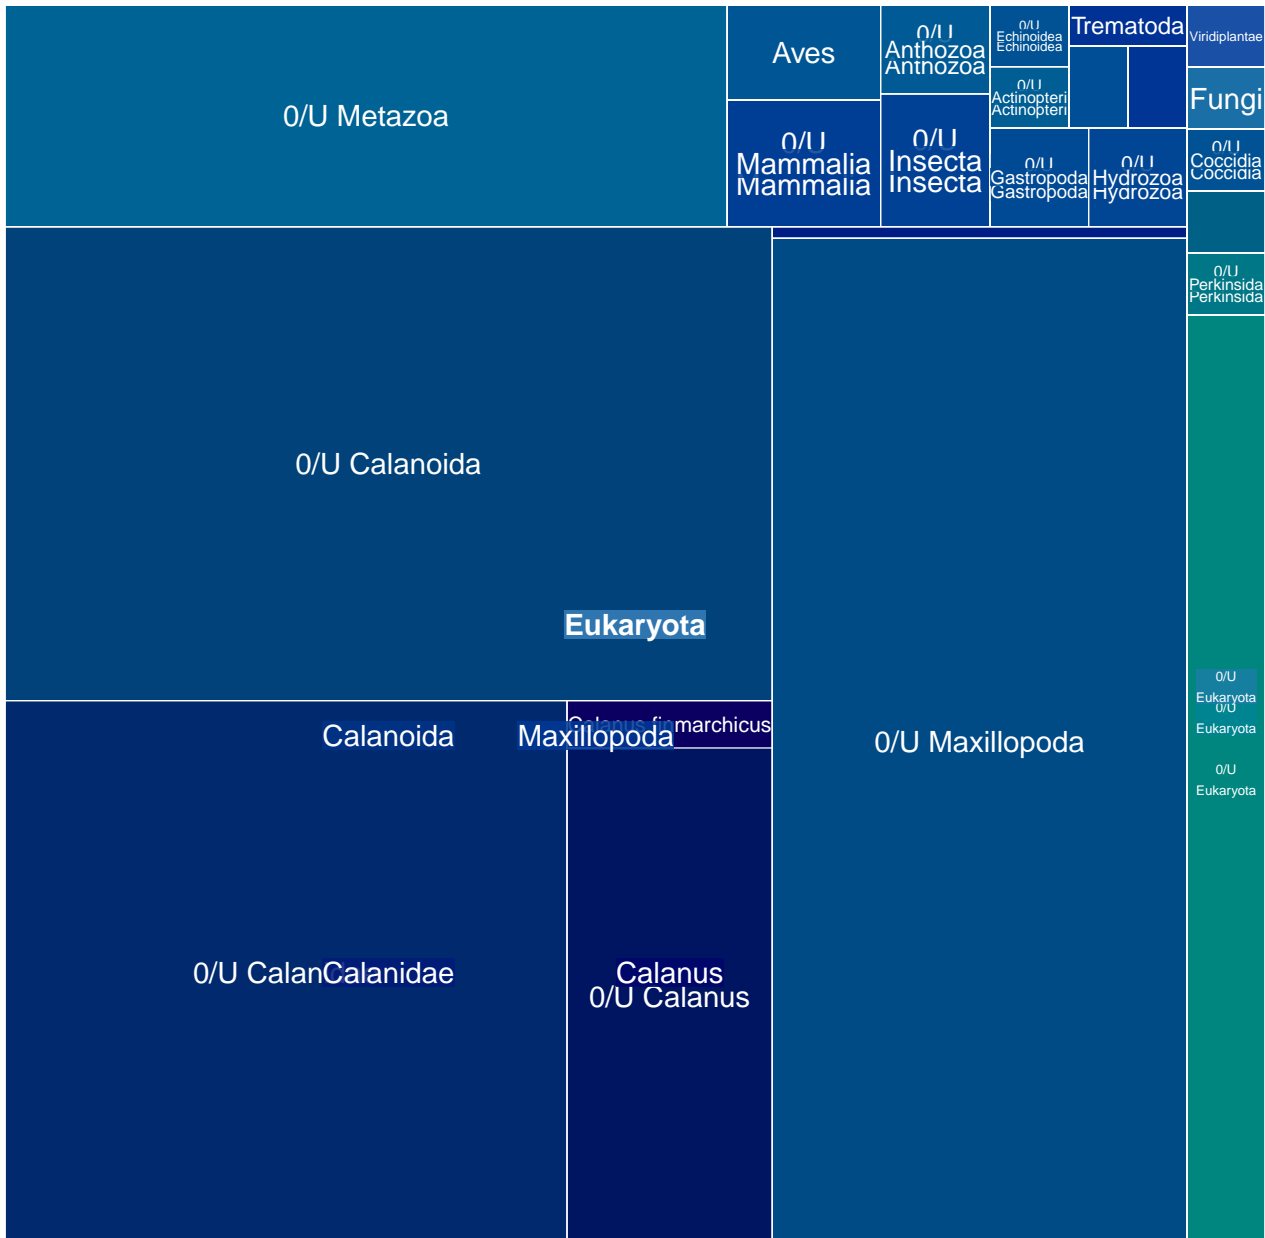 0/U Metazoa
Aves
0/U
Mammalia
Mammalia
0/U
Anthozoa
Anthozoa
0/U
Insecta
Insecta
0/U
Echinoidea
Echinoidea
0/U
Actinopteri
Actinopteri
Trematoda
0/U
Gastropoda
Gastropoda
0/U
Hydrozoa
Hydrozoa
Viridiplantae
Fungi
0/U
Coccidia
Coccidia
0/U
Perkinsida
Perkinsida
0/U Calanoida
Eukaryota
Calanus finmarchicus
Calanoida
Maxillopoda
0/U Maxillopoda
0/U
Eukaryota
0/U
Eukaryota
0/U
Eukaryota
0/U Calan
Calanidae
Calanus
0/U Calanus